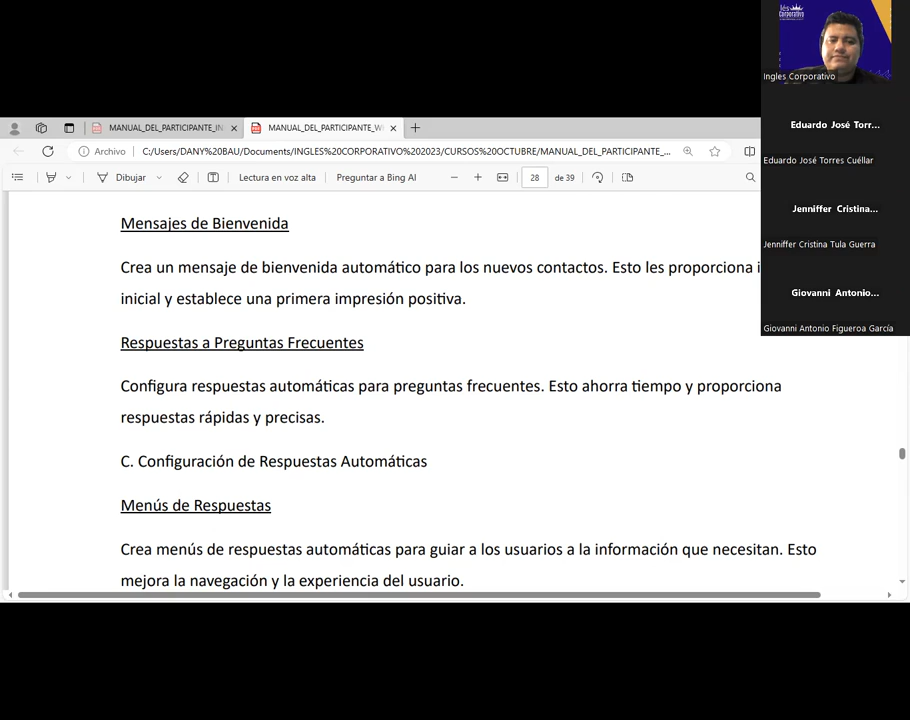 lés
Corporativo
Ingles Corporativo
Eduardo José Torr...
Eduardo José Torres Cuéllar
Jenniffer Cristina...
Jenniffer Cristina Tula Guerra
Giovanni Antonio...
Giovanni Antonio Figueroa García
MANUAL_DEL_PARTICIPANTE_IN
MANUAL_DEL_PARTICIPANTE_W
Archivo
C:/Users/DANY%20BAU/Documents/INGLES%20CORPORATIVO%202023/CURSOS%20OCTUBRE/MANUAL_DEL_PARTICIPANTE_...
Dibujar
Lectura en voz alta
Preguntar a Bing AI
28
de 39
Mensajes de Bienvenida
Crea un mensaje de bienvenida automático para los nuevos contactos. Esto les proporciona i
inicial y establece una primera impresión positiva.
Respuestas a Preguntas Frecuentes
Configura respuestas automáticas para preguntas frecuentes. Esto ahorra tiempo y proporciona
respuestas rápidas y precisas.
C. Configuración de Respuestas Automáticas
Menús de Respuestas
Crea menús de respuestas automáticas para guiar a los usuarios a la información que necesitan. Esto
mejora la navegación y la experiencia del usuario.